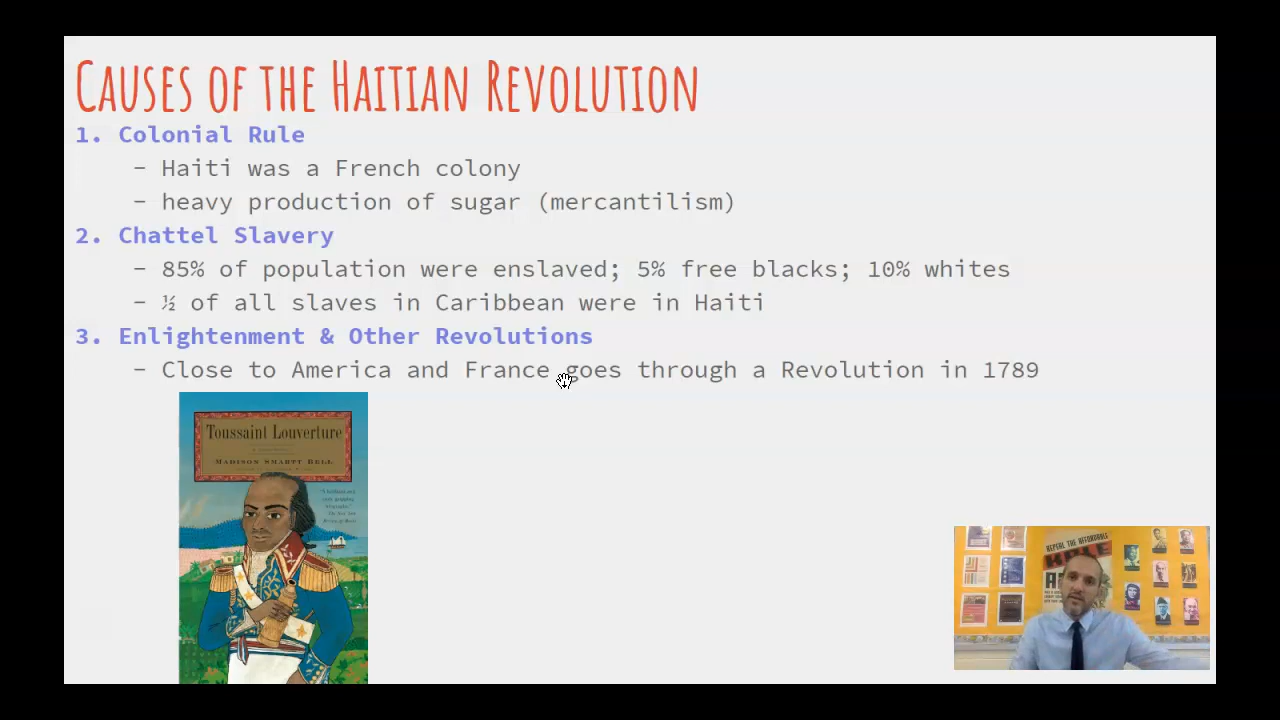 CAUSES OF THE HAITIAN REVOLUTION
1. Colonial Rule
- Haiti was a French colony
- heavy production of sugar (mercantilism)
2. Chattel Slavery
- 85% of population were enslaved; 5% free blacks; 10% whites
- ½ of all slaves in Caribbean were in Haiti
3. Enlightenment & Other Revolutions
- Close to America and France goes through a Revolution in 1789
Toussaint Louverture
MADISON SMARTT BELL
REPEAL THE AFFORDABLE